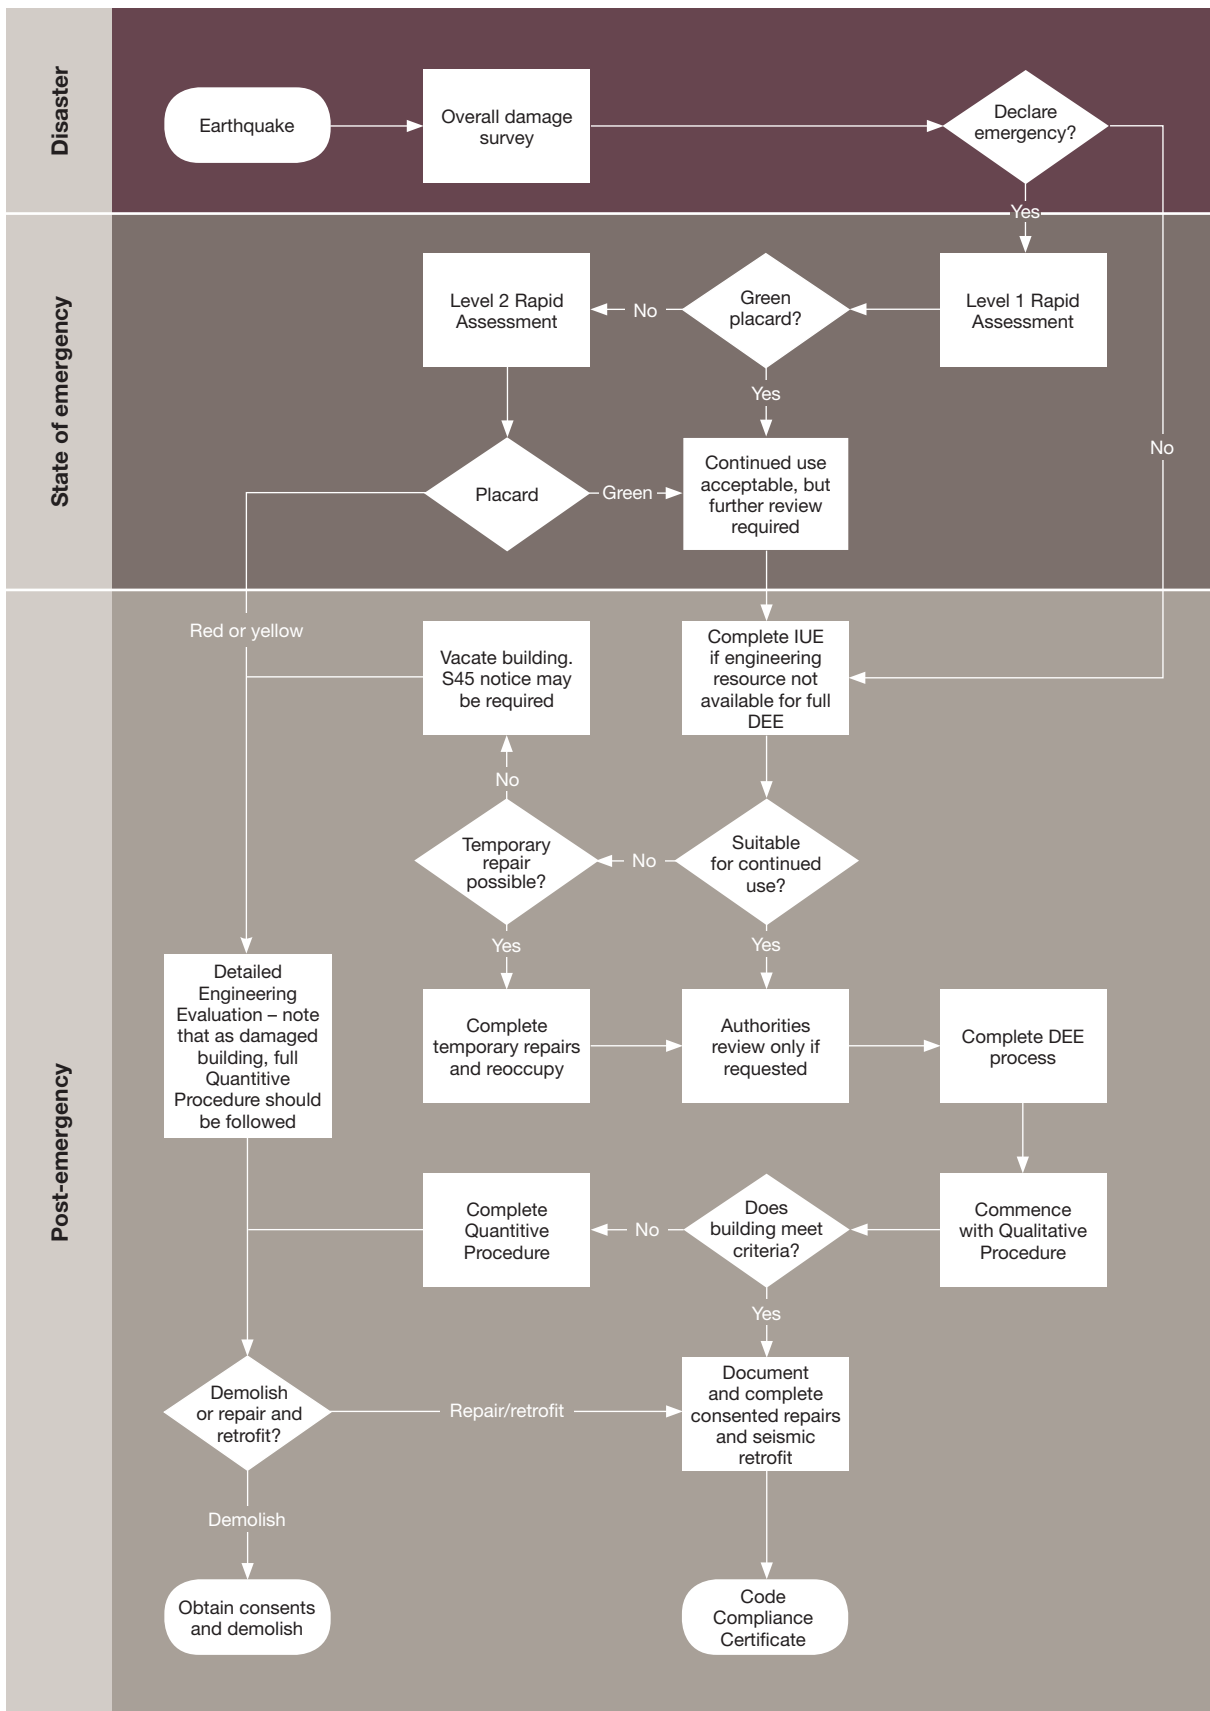 Disaster
Earthquake
Overall damage
survey
Declare
emergency?
Yes
No
State of emergency
Level 2 Rapid
Assessment
No
Green
placard?
Level 1 Rapid
Assessment
Yes
Placard
Green
Continued use
acceptable, but
further review
required
Post-emergency
Red or yellow
Vacate building.
S45 notice may
be required
Complete IUE
if engineering
resource not
available for full
DEE
No
Temporary
repair
possible?
No
Suitable
for continued
use?
Yes
Yes
Detailed
Engineering
Evaluation – note
that as damaged
building, full
Quantitive
Procedure should
be followed
Complete
temporary repairs
and reoccupy
Authorities
review only if
requested
Complete DEE
process
Complete
Quantitive
Procedure
No
Does
building meet
criteria?
Commence
with Qualitative
Procedure
Yes
Demolish
or repair and
retrofit?
Repair/retrofit
Document
and complete
consented repairs
and seismic
retrofit
Demolish
Obtain consents
and demolish
Code
Compliance
Certificate